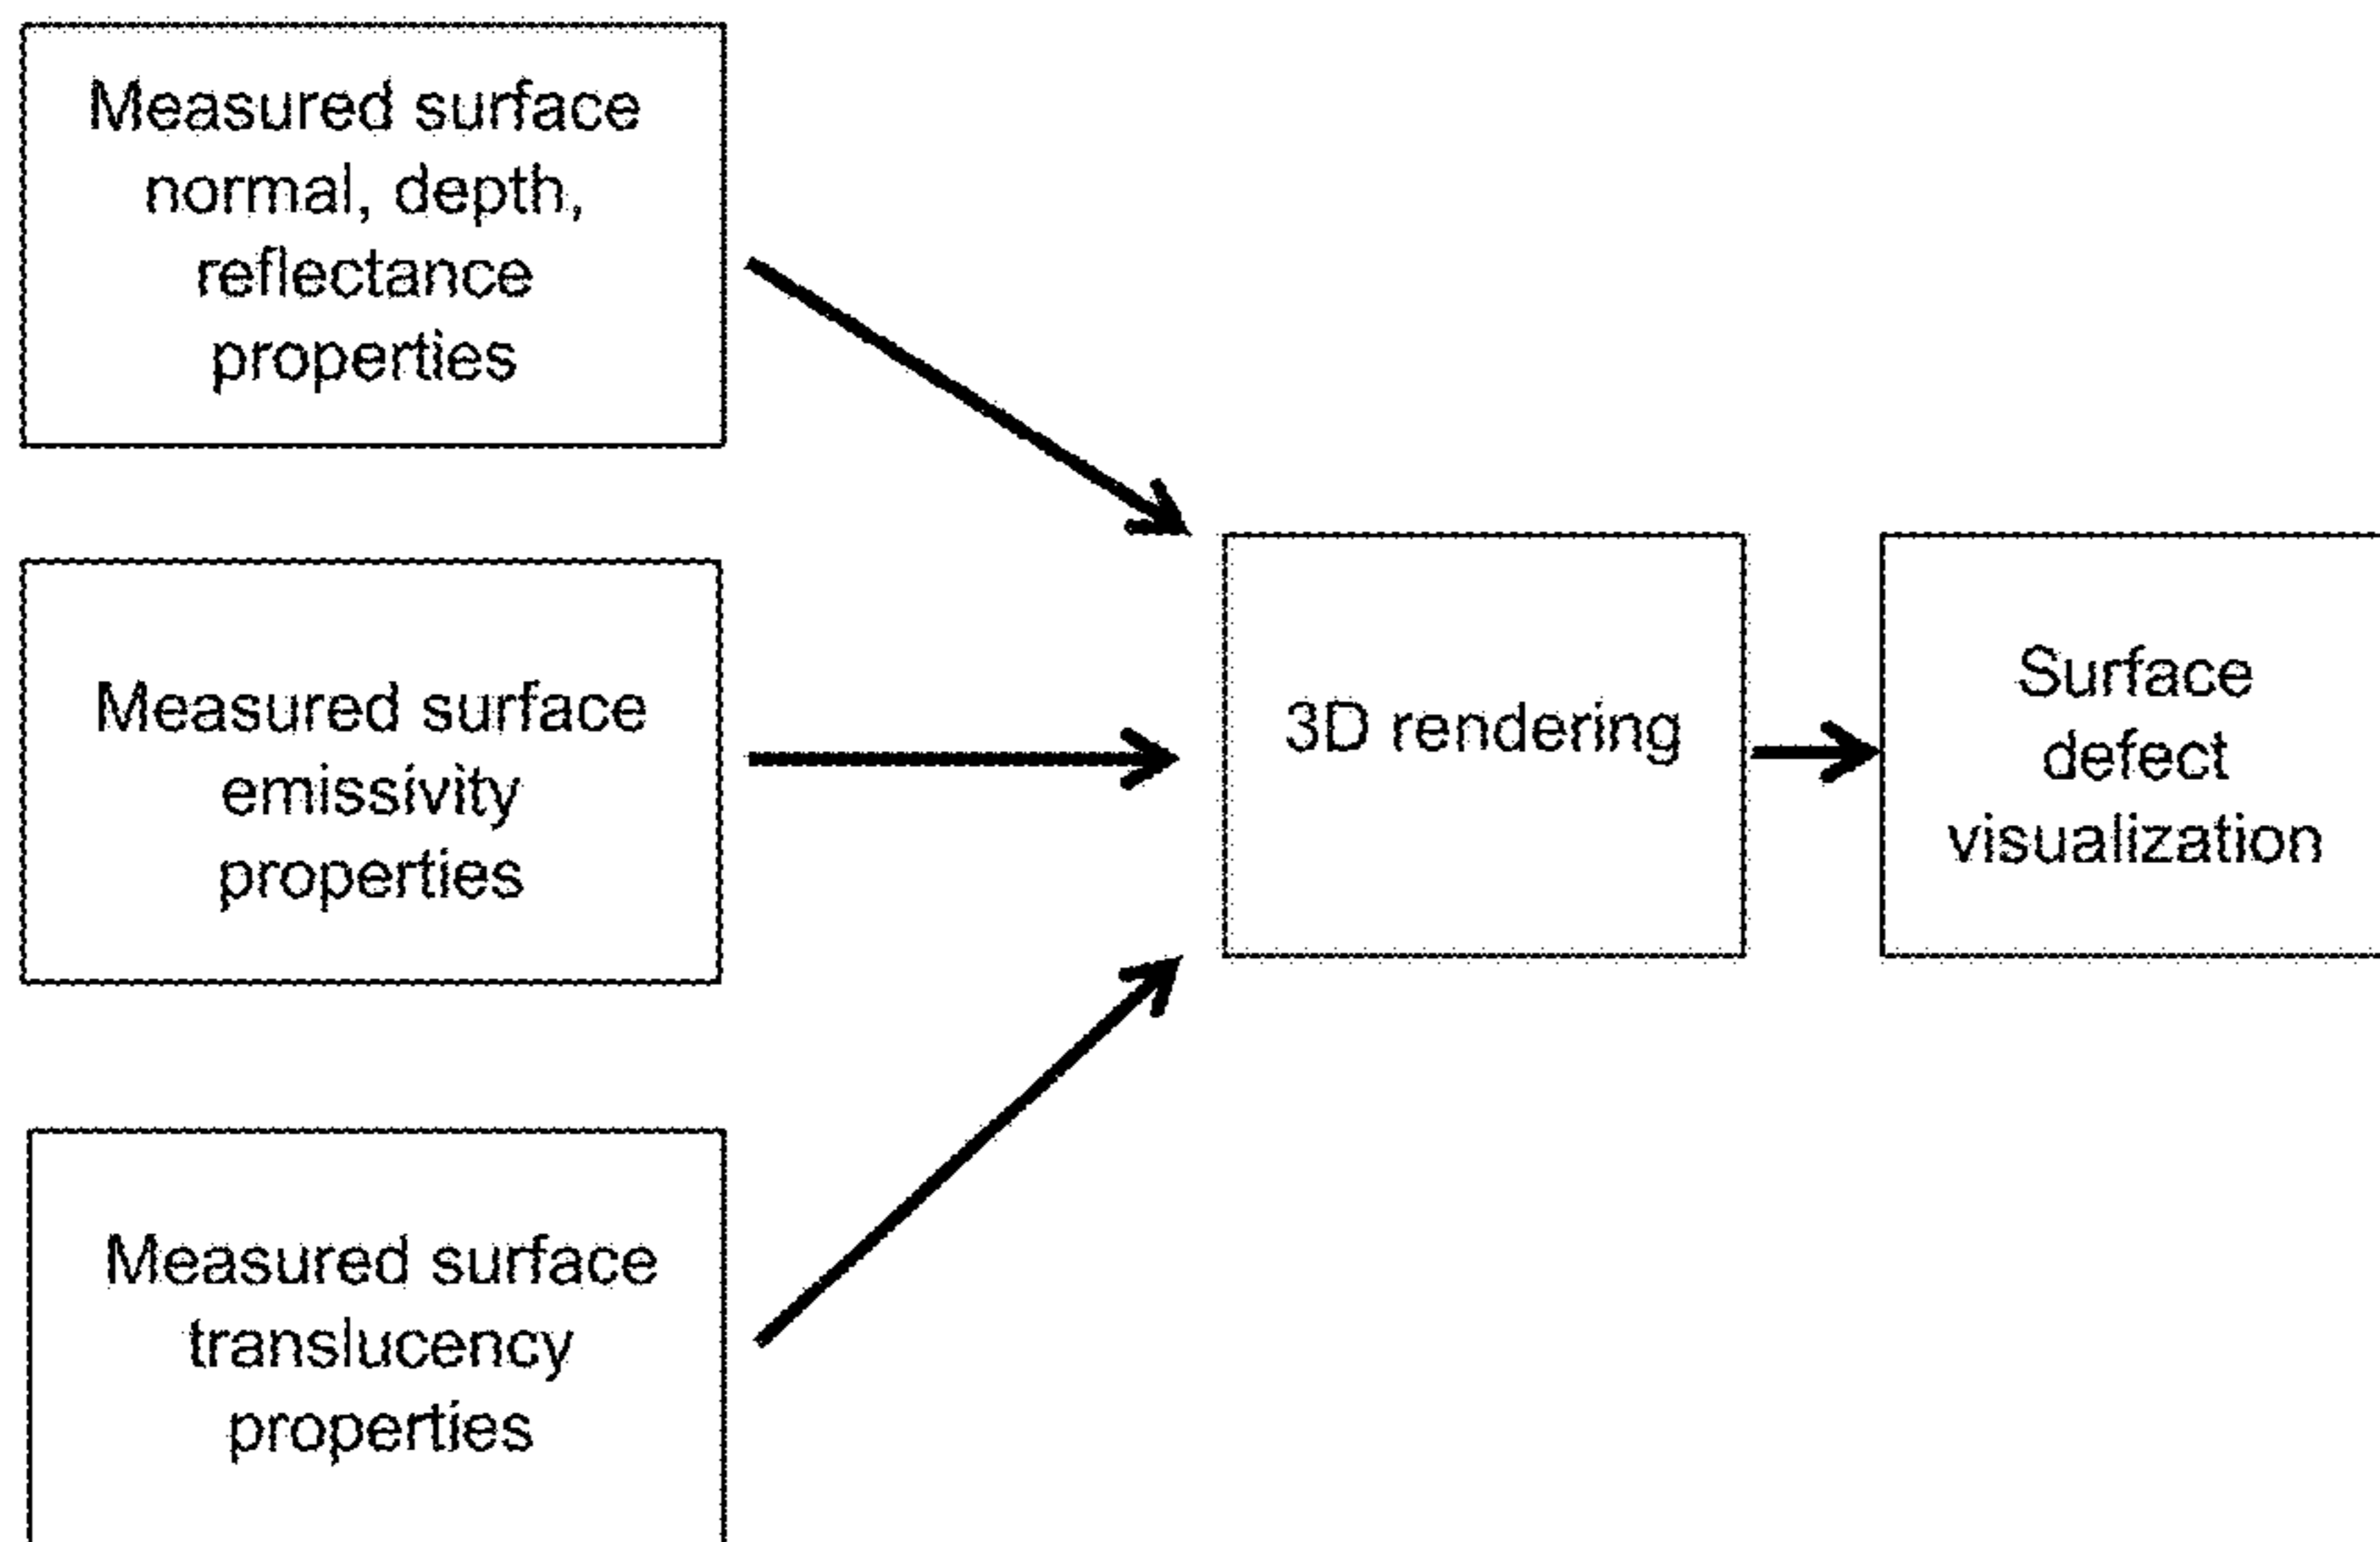 Measured surface
normal, depth,
reflectance
properties
Measured surface
emissivity
properties
Measured surface
translucency
properties
3D rendering
Surface
defect
visualization